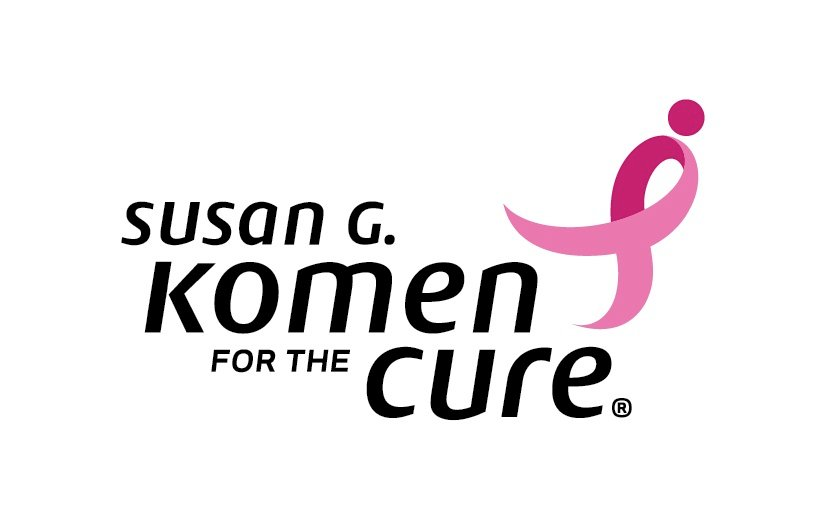 susan G.
komen
FOR THE
cure®